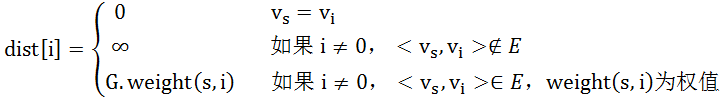 0 v_s = v_i
dist[i] = ∞ 如果 i ≠ 0， < v_s, v_i >∉ E
G.weight(s, i) 如果 i ≠ 0， < v_s, v_i >∈ E，weight(s, i)为权值